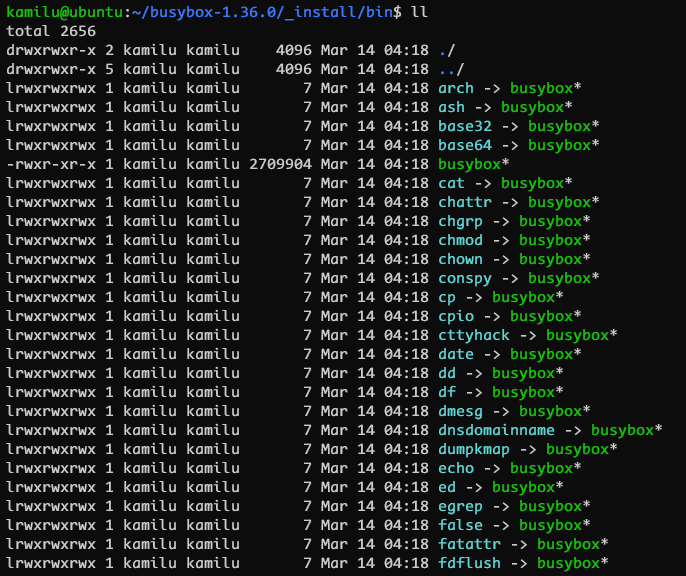 kamilu@ubuntu:~/busybox-1.36.0/_install/bin$ ll
total 2656
drwxrwxr-x 2 kamilu kamilu    4096 Mar 14 04:18 ./
drwxrwxr-x 5 kamilu kamilu    4096 Mar 14 04:18 ../
lrwxrwxrwx 1 kamilu kamilu       7 Mar 14 04:18 arch -> busybox*
lrwxrwxrwx 1 kamilu kamilu       7 Mar 14 04:18 ash -> busybox*
lrwxrwxrwx 1 kamilu kamilu       7 Mar 14 04:18 base32 -> busybox*
lrwxrwxrwx 1 kamilu kamilu       7 Mar 14 04:18 base64 -> busybox*
-rwxr-xr-x 1 kamilu kamilu 2709904 Mar 14 04:18 busybox*
lrwxrwxrwx 1 kamilu kamilu       7 Mar 14 04:18 cat -> busybox*
lrwxrwxrwx 1 kamilu kamilu       7 Mar 14 04:18 chattr -> busybox*
lrwxrwxrwx 1 kamilu kamilu       7 Mar 14 04:18 chgrp -> busybox*
lrwxrwxrwx 1 kamilu kamilu       7 Mar 14 04:18 chmod -> busybox*
lrwxrwxrwx 1 kamilu kamilu       7 Mar 14 04:18 chown -> busybox*
lrwxrwxrwx 1 kamilu kamilu       7 Mar 14 04:18 conspy -> busybox*
lrwxrwxrwx 1 kamilu kamilu       7 Mar 14 04:18 cp -> busybox*
lrwxrwxrwx 1 kamilu kamilu       7 Mar 14 04:18 cpio -> busybox*
lrwxrwxrwx 1 kamilu kamilu       7 Mar 14 04:18 cttyhack -> busybox*
lrwxrwxrwx 1 kamilu kamilu       7 Mar 14 04:18 date -> busybox*
lrwxrwxrwx 1 kamilu kamilu       7 Mar 14 04:18 dd -> busybox*
lrwxrwxrwx 1 kamilu kamilu       7 Mar 14 04:18 df -> busybox*
lrwxrwxrwx 1 kamilu kamilu       7 Mar 14 04:18 dmesg -> busybox*
lrwxrwxrwx 1 kamilu kamilu       7 Mar 14 04:18 dnsdomainname -> busybox*
lrwxrwxrwx 1 kamilu kamilu       7 Mar 14 04:18 dumpkmap -> busybox*
lrwxrwxrwx 1 kamilu kamilu       7 Mar 14 04:18 echo -> busybox*
lrwxrwxrwx 1 kamilu kamilu       7 Mar 14 04:18 ed -> busybox*
lrwxrwxrwx 1 kamilu kamilu       7 Mar 14 04:18 egrep -> busybox*
lrwxrwxrwx 1 kamilu kamilu       7 Mar 14 04:18 false -> busybox*
lrwxrwxrwx 1 kamilu kamilu       7 Mar 14 04:18 fatattr -> busybox*
lrwxrwxrwx 1 kamilu kamilu       7 Mar 14 04:18 fdflush -> busybox*